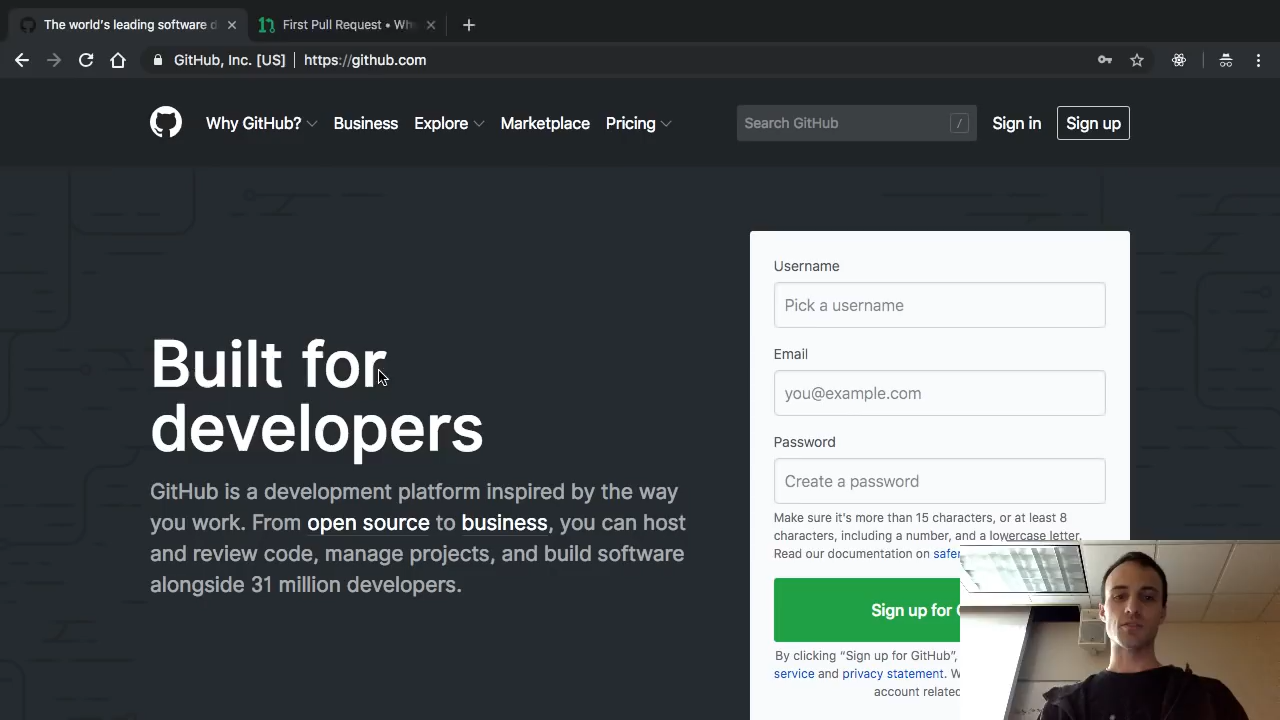 The world's leading software d
First Pull Request • Wh
GitHub, Inc. [US] | https://github.com
Why GitHub? Business Explore Marketplace Pricing Search GitHub / Sign in Sign up
Built for
developers
GitHub is a development platform inspired by the way
you work. From open source to business, you can host
and review code, manage projects, and build software
alongside 31 million developers.
Username
Pick a username
Email
you@example.com
Password
Create a password
Make sure it's more than 15 characters, or at least 8
characters, including a number, and a lowercase letter.
Read our documentation on safer
Sign up for
By clicking “Sign up for GitHub”,
service and privacy statement. W
account related